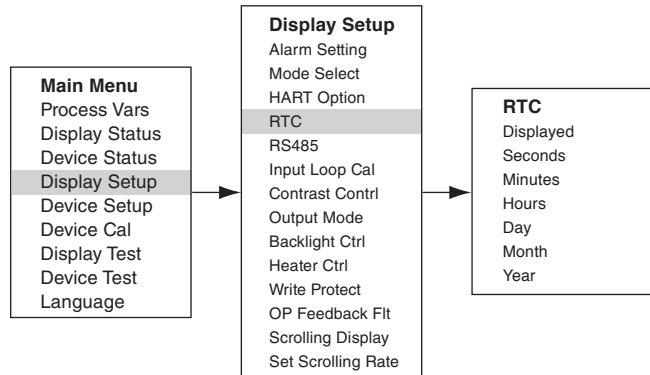 Main Menu
Process Vars
Display Status
Device Status
Display Setup
Device Setup
Device Cal
Display Test
Device Test
Language
Display Setup
Alarm Setting
Mode Select
HART Option
RTC
RS485
Input Loop Cal
Contrast Contrl
Output Mode
Backlight Ctrl
Heater Ctrl
Write Protect
OP Feedback Flt
Scrolling Display
Set Scrolling Rate
RTC
Displayed
Seconds
Minutes
Hours
Day
Month
Year